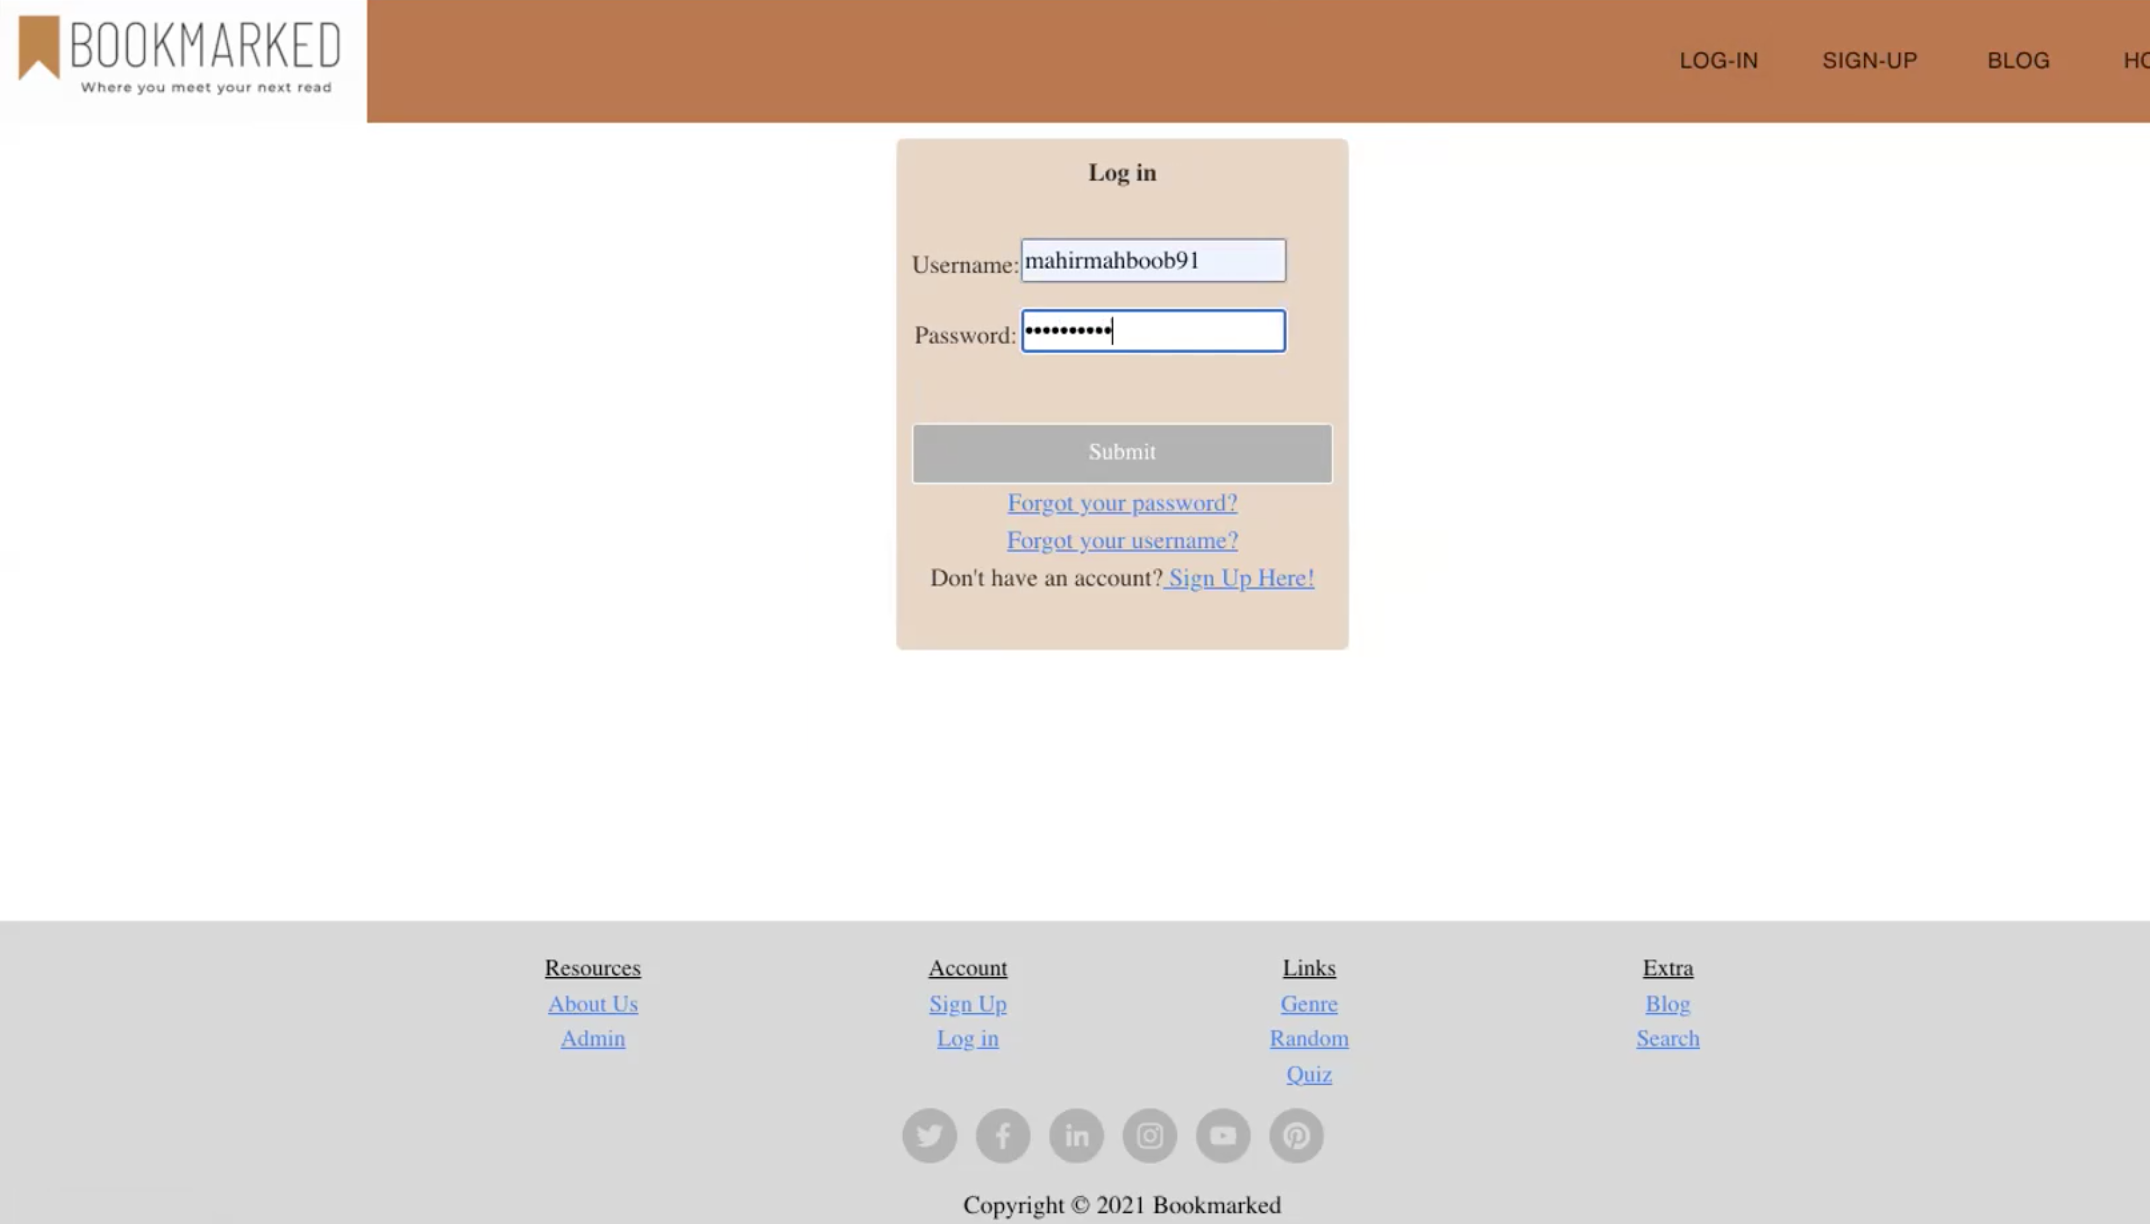 BOOKMARKED
Where you meet your next read
LOG-IN SIGN-UP BLOG
Log in
Username: mahirmahboob91
Password: ••••••••••
Submit
Forgot your password?
Forgot your username?
Don't have an account? Sign Up Here!
Resources Account Links Extra
About Us Sign Up Genre Blog
Admin Log in Random Search
Quiz
Copyright © 2021 Bookmarked